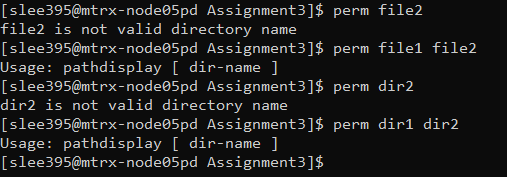 [slee395@mtrx-node05pd Assignment3]$ perm file2
file2 is not valid directory name
[slee395@mtrx-node05pd Assignment3]$ perm file1 file2
Usage: pathdisplay [ dir-name ]
[slee395@mtrx-node05pd Assignment3]$ perm dir2
dir2 is not valid directory name
[slee395@mtrx-node05pd Assignment3]$ perm dir1 dir2
Usage: pathdisplay [ dir-name ]
[slee395@mtrx-node05pd Assignment3]$